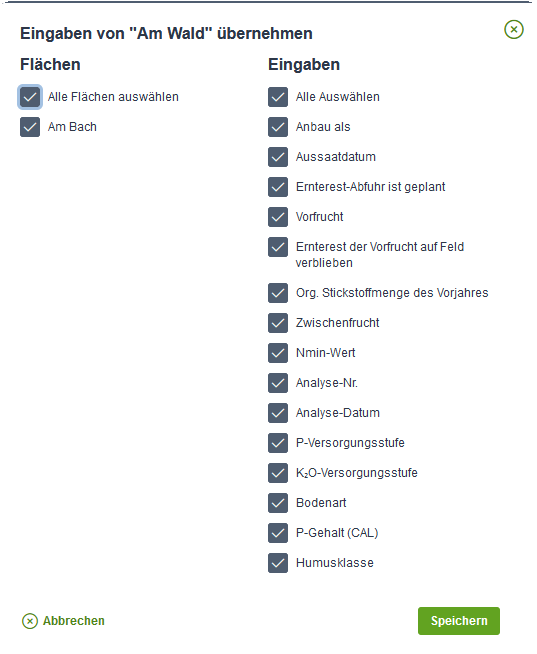 Eingaben von "Am Wald" übernehmen
Flächen
Alle Flächen auswählen
Am Bach
Eingaben
Alle Auswählen
Anbau als
Aussaatdatum
Ernterest-Abfuhr ist geplant
Vorfrucht
Ernterest der Vorfrucht auf Feld
verblieben
Org. Stickstoffmenge des Vorjahres
Zwischenfrucht
Nmin-Wert
Analyse-Nr.
Analyse-Datum
P-Versorgungsstufe
K₂O-Versorgungsstufe
Bodenart
P-Gehalt (CAL)
Humusklasse
Abbrechen
Speichern